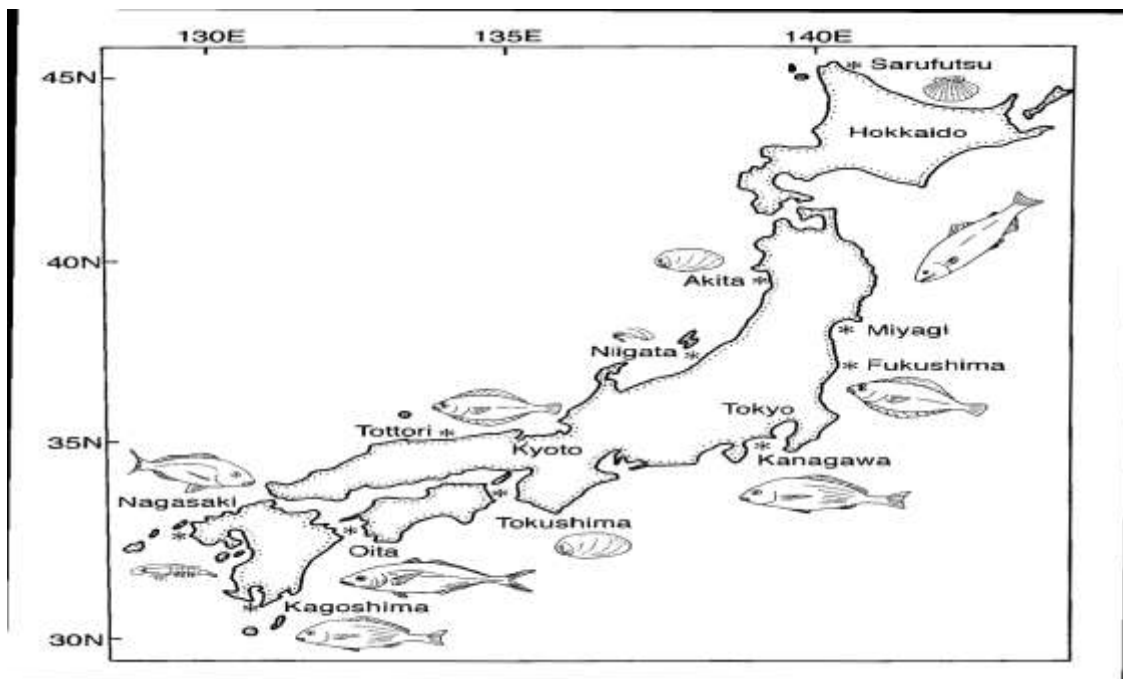 130E 135E 140E
45N
Sarufutsu
Hokkaido
40N
Akita
Miyagi
Niigata
Fukushima
Tokyo
Tottori
35N
Kyoto
Kanagawa
Nagasaki
Tokushima
Oita
Kagoshima
30N